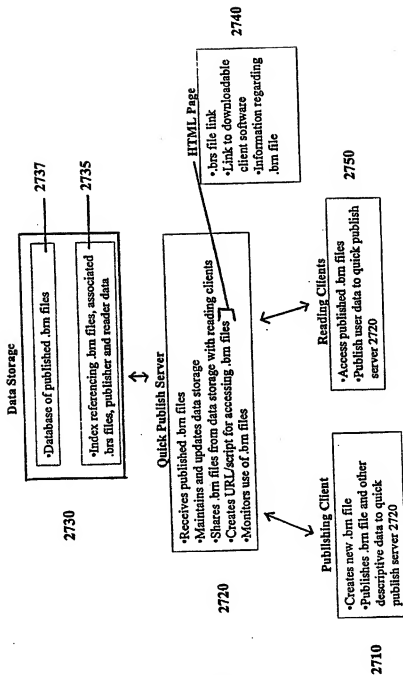 Data Storage
2737
•Database of published .brn files
2735
•Index referencing .brn files, associated
.brs files, publisher and reader data
2730
Quick Publish Server
•Receives published .brn files
•Maintains and updates data storage
•Shares .brn files from data storage with reading clients
•Creates URL/script for accessing .brn files
•Monitors use of .brn files
2720
HTML Page
2740
•.brs file link
•Link to downloadable
client software
•Information regarding
.brn file
Publishing Client
•Creates new .brn file
•Publishes .brn file and other
descriptive data to quick
publish server 2720
2710
Reading Clients
2750
•Access published .brn files
•Publish user data to quick publish
server 2720